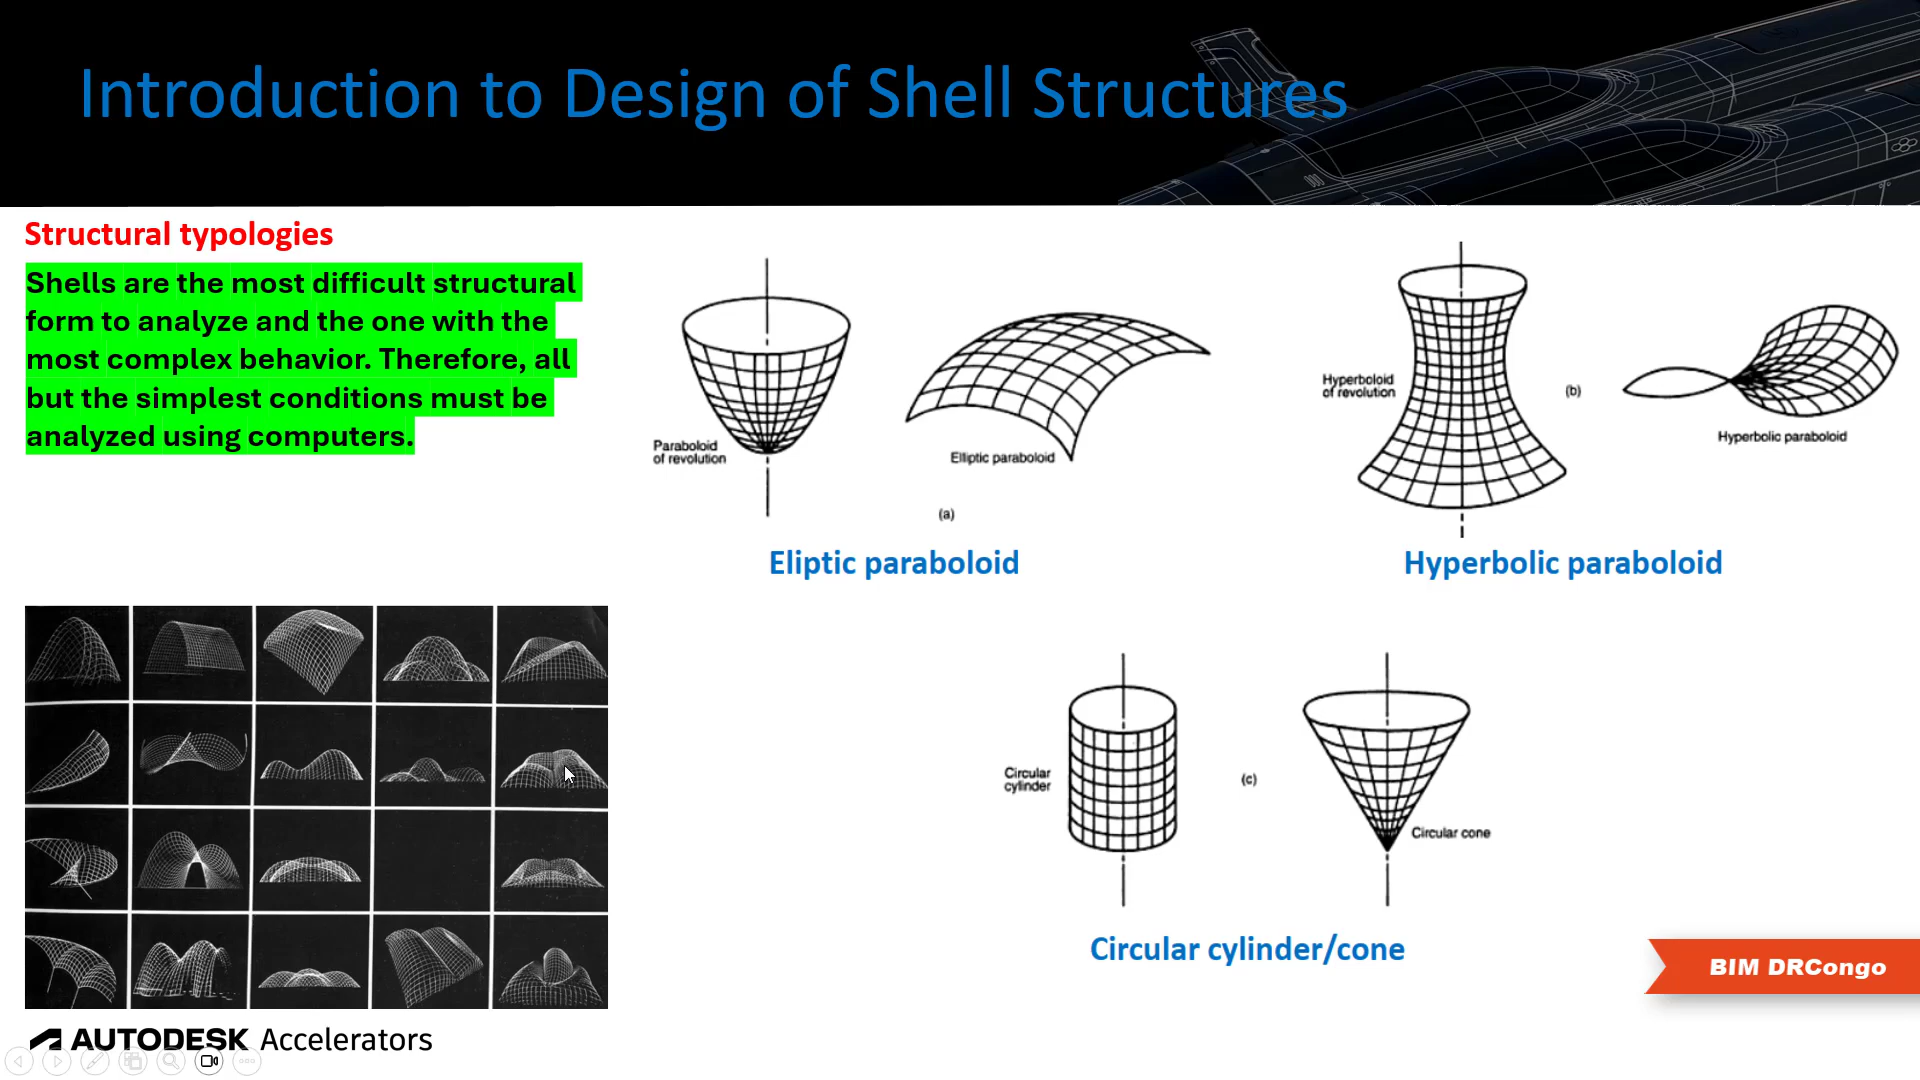 Introduction to Design of Shell Structures
Structural typologies
Shells are the most difficult structural
form to analyze and the one with the
most complex behavior. Therefore, all
but the simplest conditions must be
analyzed using computers.
Paraboloid
of revolution
Elliptic paraboloid
(a)
Eliptic paraboloid
Hyperboloid
of revolution
(b)
Hyperbolic paraboloid
Hyperbolic paraboloid
Circular
cylinder
(c)
Circular cone
Circular cylinder/cone
BIM DRCongo
AUTODESK Accelerators